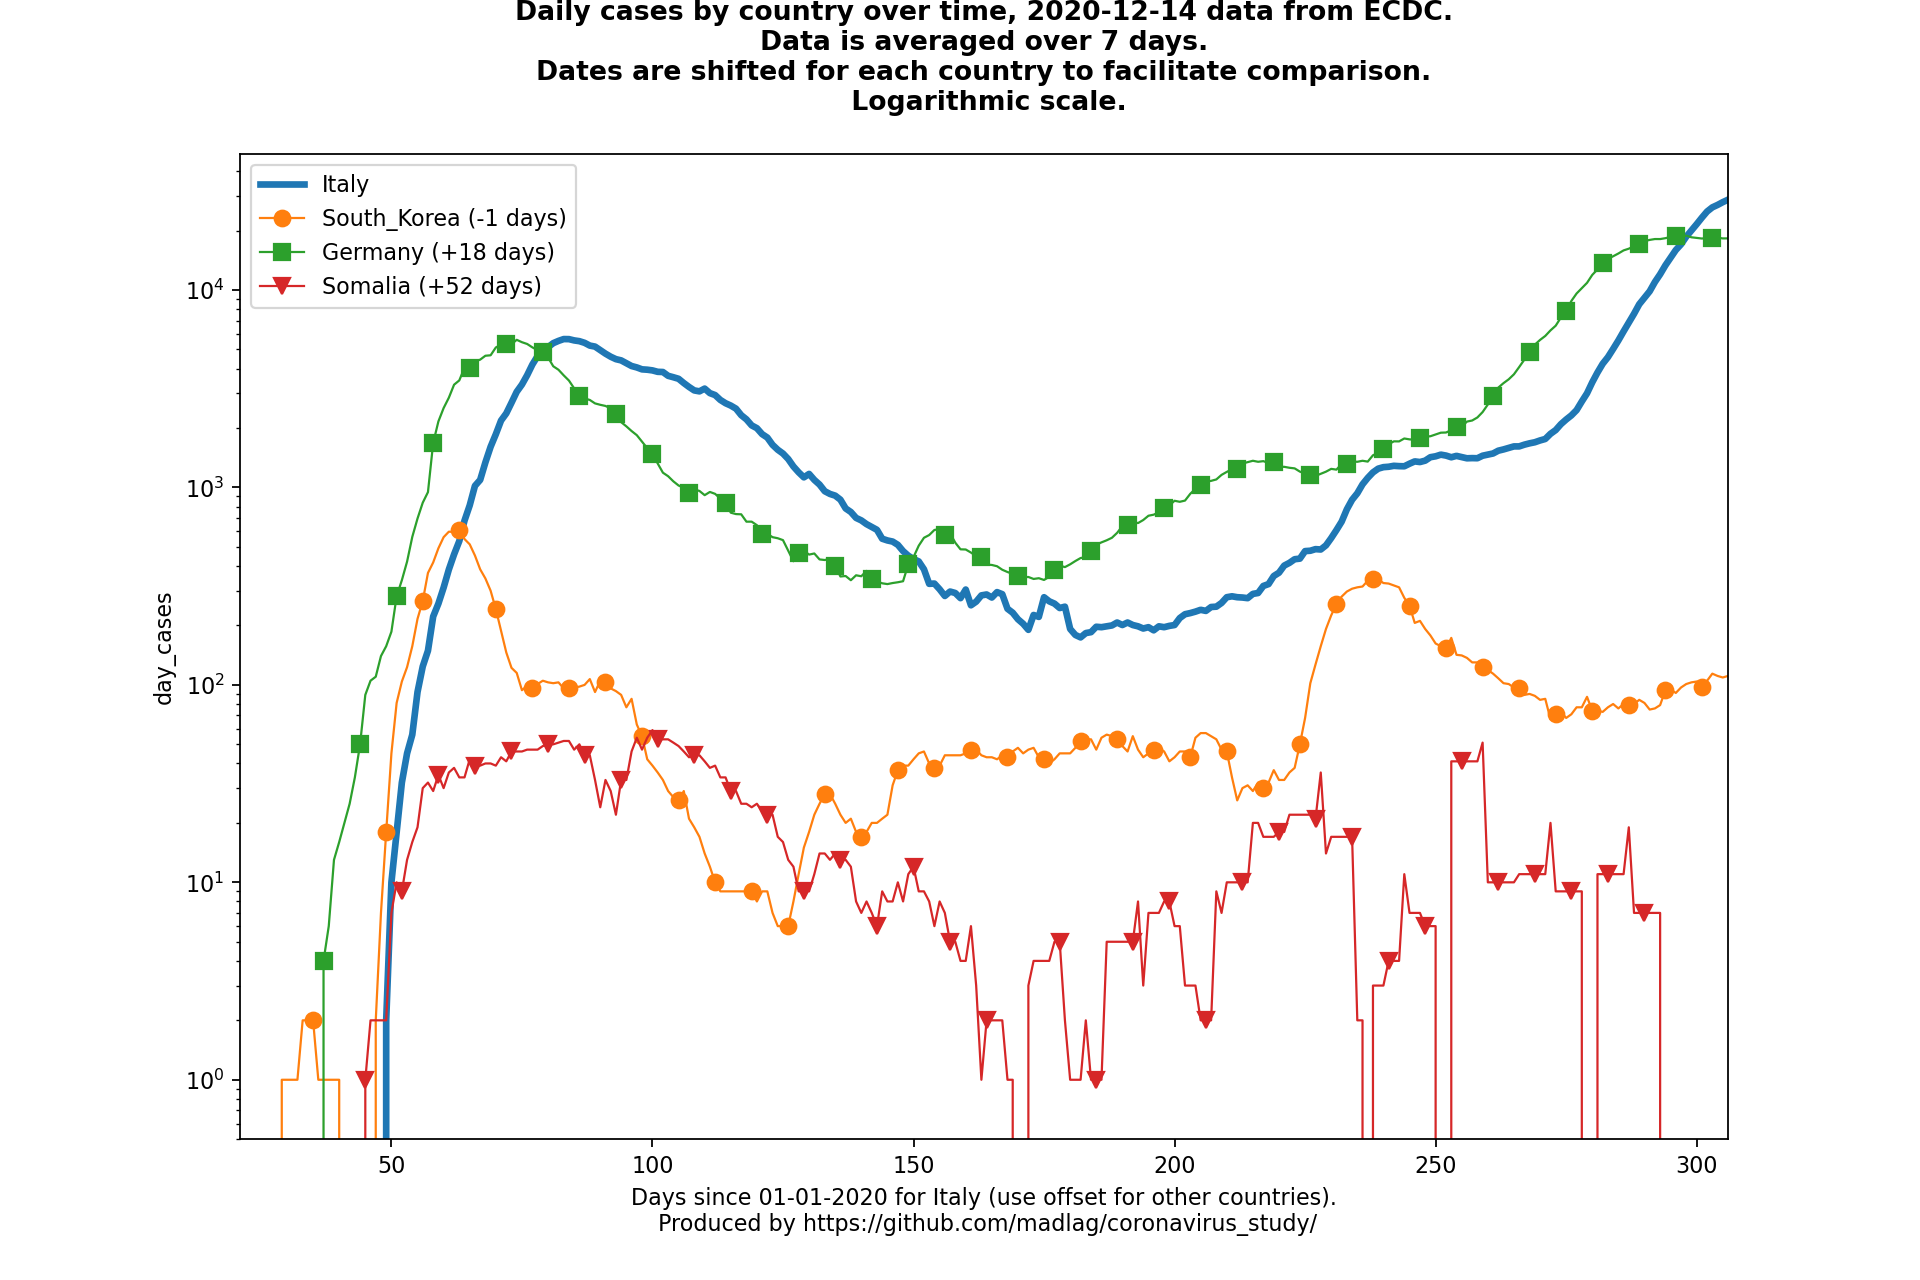 Daily cases by country over time, 2020-12-14 data from ECDC.
Data is averaged over 7 days.
Dates are shifted for each country to facilitate comparison.
Logarithmic scale.
Italy
South_Korea (-1 days)
Germany (+18 days)
Somalia (+52 days)
10⁴
10³
10²
10¹
10⁰
day_cases
50 100 150 200 250 300
Days since 01-01-2020 for Italy (use offset for other countries).
Produced by https://github.com/madlag/coronavirus_study/